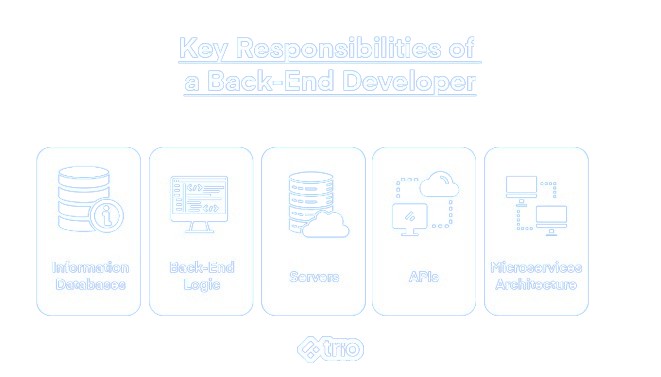 Key Responsibilities of
a Back-End Developer
Information
Databases
Back-End
Logic
Servers
APIs
Microservices
Architecture
trio